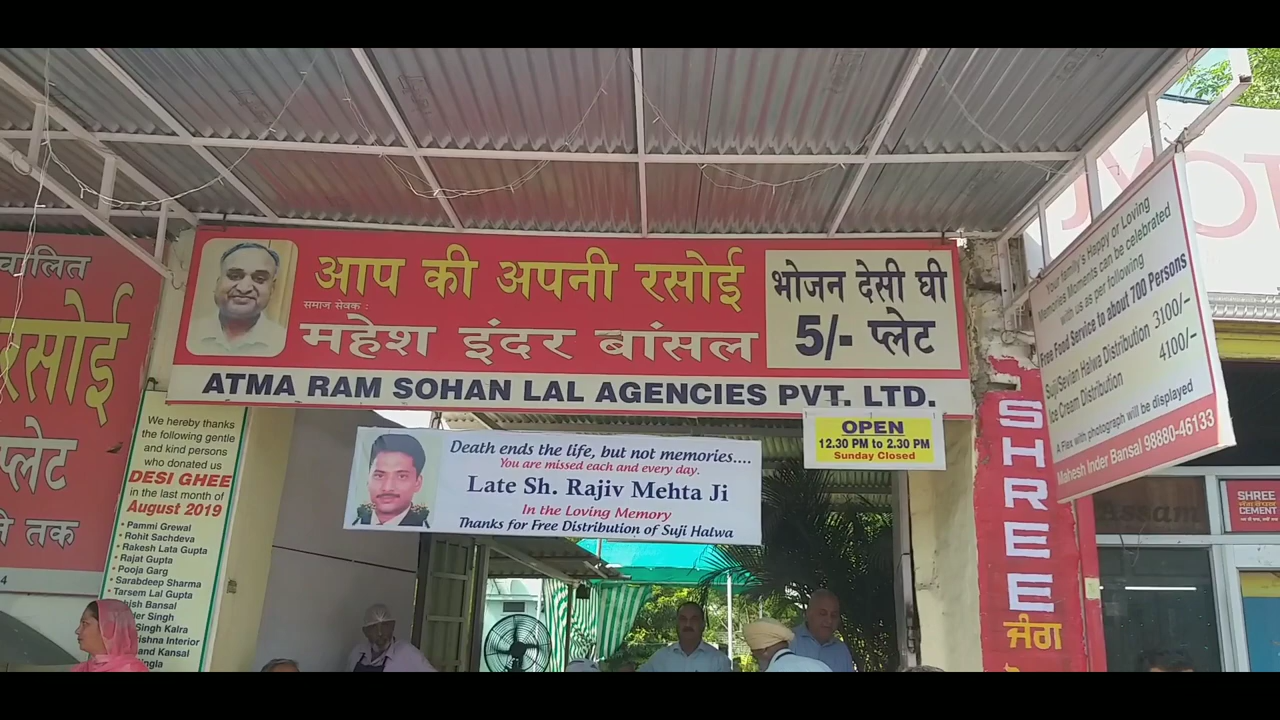 चालित
रसोई
प्लेट
तक
We hereby thanks
the following gentle
and kind persons
who donated us
DESI GHEE
in the last month of
August 2019
• Pammi Grewal
• Rohit Sachdeva
• Rakesh Lata Gupta
• Rajat Gupta
• Pooja Garg
• Sarabdeep Sharma
• Tarsem Lal Gupta
Bansal
Singh
Singh Kalra
Interior
Kansal
आप की अपनी रसोई
समाज सेवक :
महेश इंदर बांसल
भोजन देसी घी
5/- प्लेट
ATMA RAM SOHAN LAL AGENCIES PVT. LTD.
OPEN
12.30 PM to 2.30 PM
Sunday Closed
Death ends the life, but not memories....
You are missed each and every day.
Late Sh. Rajiv Mehta Ji
In the Loving Memory
Thanks for Free Distribution of Suji Halwa
Your family's Happy or Loving
Memories Moments can be celebrated
with us as per following
Free Food Service to about 700 Persons
Suji/Sevian Halwa Distribution 3100/-
Ice Cream Distribution 4100/-
A Flex with photograph will be displayed
Mahesh Inder Bansal 98880-46133
SHREE
ਜੰਗ
Assam
SHREE
CEMENT